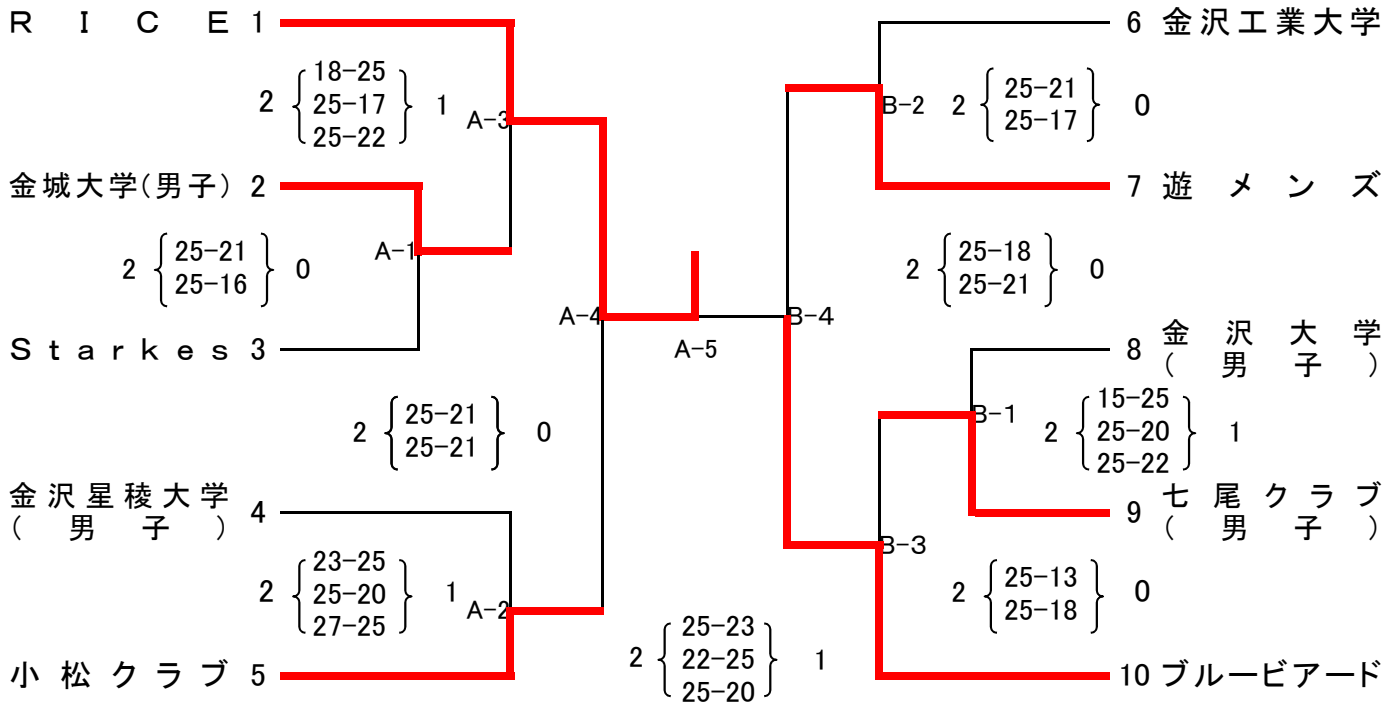 RICE 1
18-25
2 25-17 1
25-22
A-3
金城大学(男子) 2
A-1
25-21
2 25-16 0
Starkes 3
A-4
25-21
2 25-21 0
金沢星稜大学
(男子) 4
23-25
2 25-20 1
27-25
A-2
小松クラブ 5
A-5
25-23
2 22-25 1
25-20
6 金沢工業大学
B-2
25-21
2 25-17 0
7 遊メンズ
25-18
2 25-21 0
B-4
8 金沢大学
(男子)
B-1
15-25
2 25-20 1
25-22
9 七尾クラブ
(男子)
B-3
25-13
2 25-18 0
10 ブルービアード